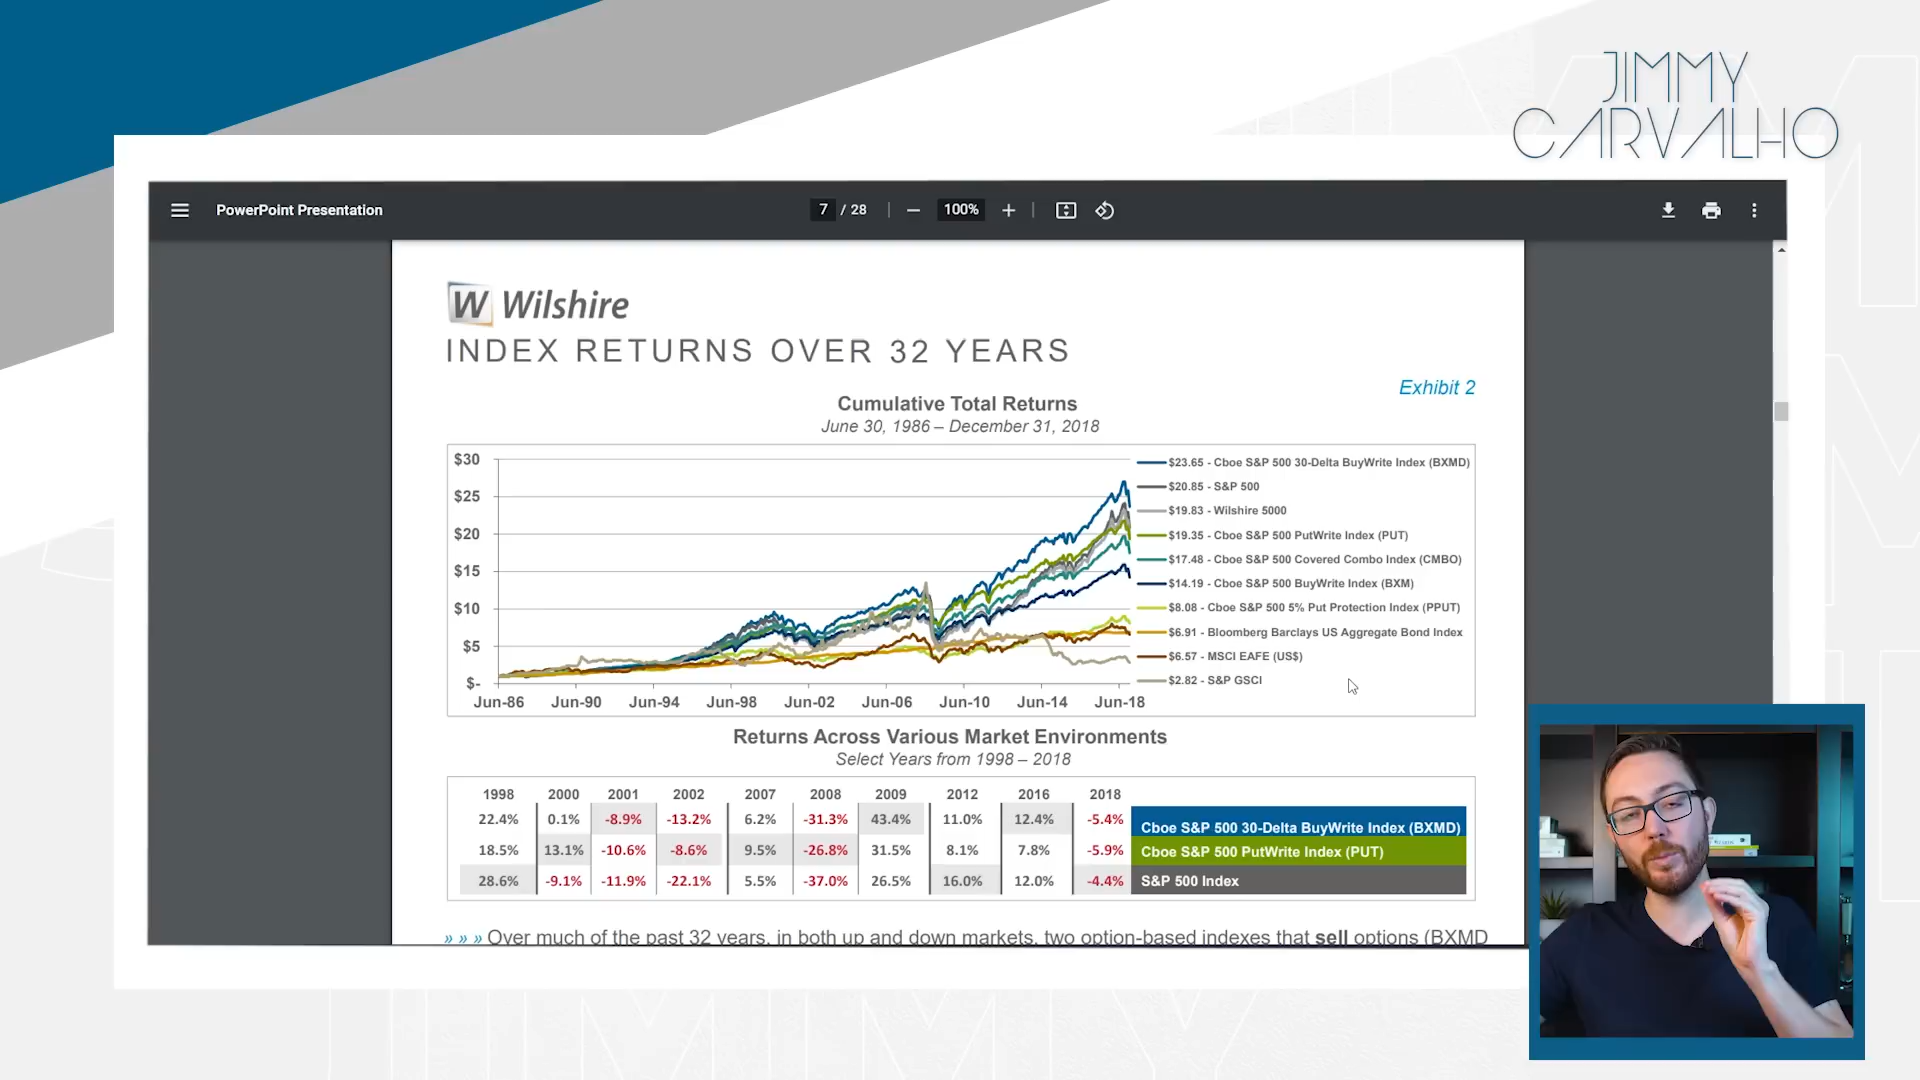 JIMMY
CARVALHO
PowerPoint Presentation
7 / 28
100%
W Wilshire
INDEX RETURNS OVER 32 YEARS
Exhibit 2
Cumulative Total Returns
June 30, 1986 – December 31, 2018
$30
$25
$20
$15
$10
$5
$-
Jun-86 Jun-90 Jun-94 Jun-98 Jun-02 Jun-06 Jun-10 Jun-14 Jun-18
$23.65 - Cboe S&P 500 30-Delta BuyWrite Index (BXMD)
$20.85 - S&P 500
$19.83 - Wilshire 5000
$19.35 - Cboe S&P 500 PutWrite Index (PUT)
$17.48 - Cboe S&P 500 Covered Combo Index (CMBO)
$14.19 - Cboe S&P 500 BuyWrite Index (BXM)
$8.08 - Cboe S&P 500 5% Put Protection Index (PPUT)
$6.91 - Bloomberg Barclays US Aggregate Bond Index
$6.57 - MSCI EAFE (US$)
$2.82 - S&P GSCI
Returns Across Various Market Environments
Select Years from 1998 – 2018
1998 2000 2001 2002 2007 2008 2009 2012 2016 2018
22.4% 0.1% -8.9% -13.2% 6.2% -31.3% 43.4% 11.0% 12.4% -5.4% Cboe S&P 500 30-Delta BuyWrite Index (BXMD)
18.5% 13.1% -10.6% -8.6% 9.5% -26.8% 31.5% 8.1% 7.8% -5.9% Cboe S&P 500 PutWrite Index (PUT)
28.6% -9.1% -11.9% -22.1% 5.5% -37.0% 26.5% 16.0% 12.0% -4.4% S&P 500 Index
» » » Over much of the past 32 years, in both up and down markets, two option-based indexes that sell options (BXMD